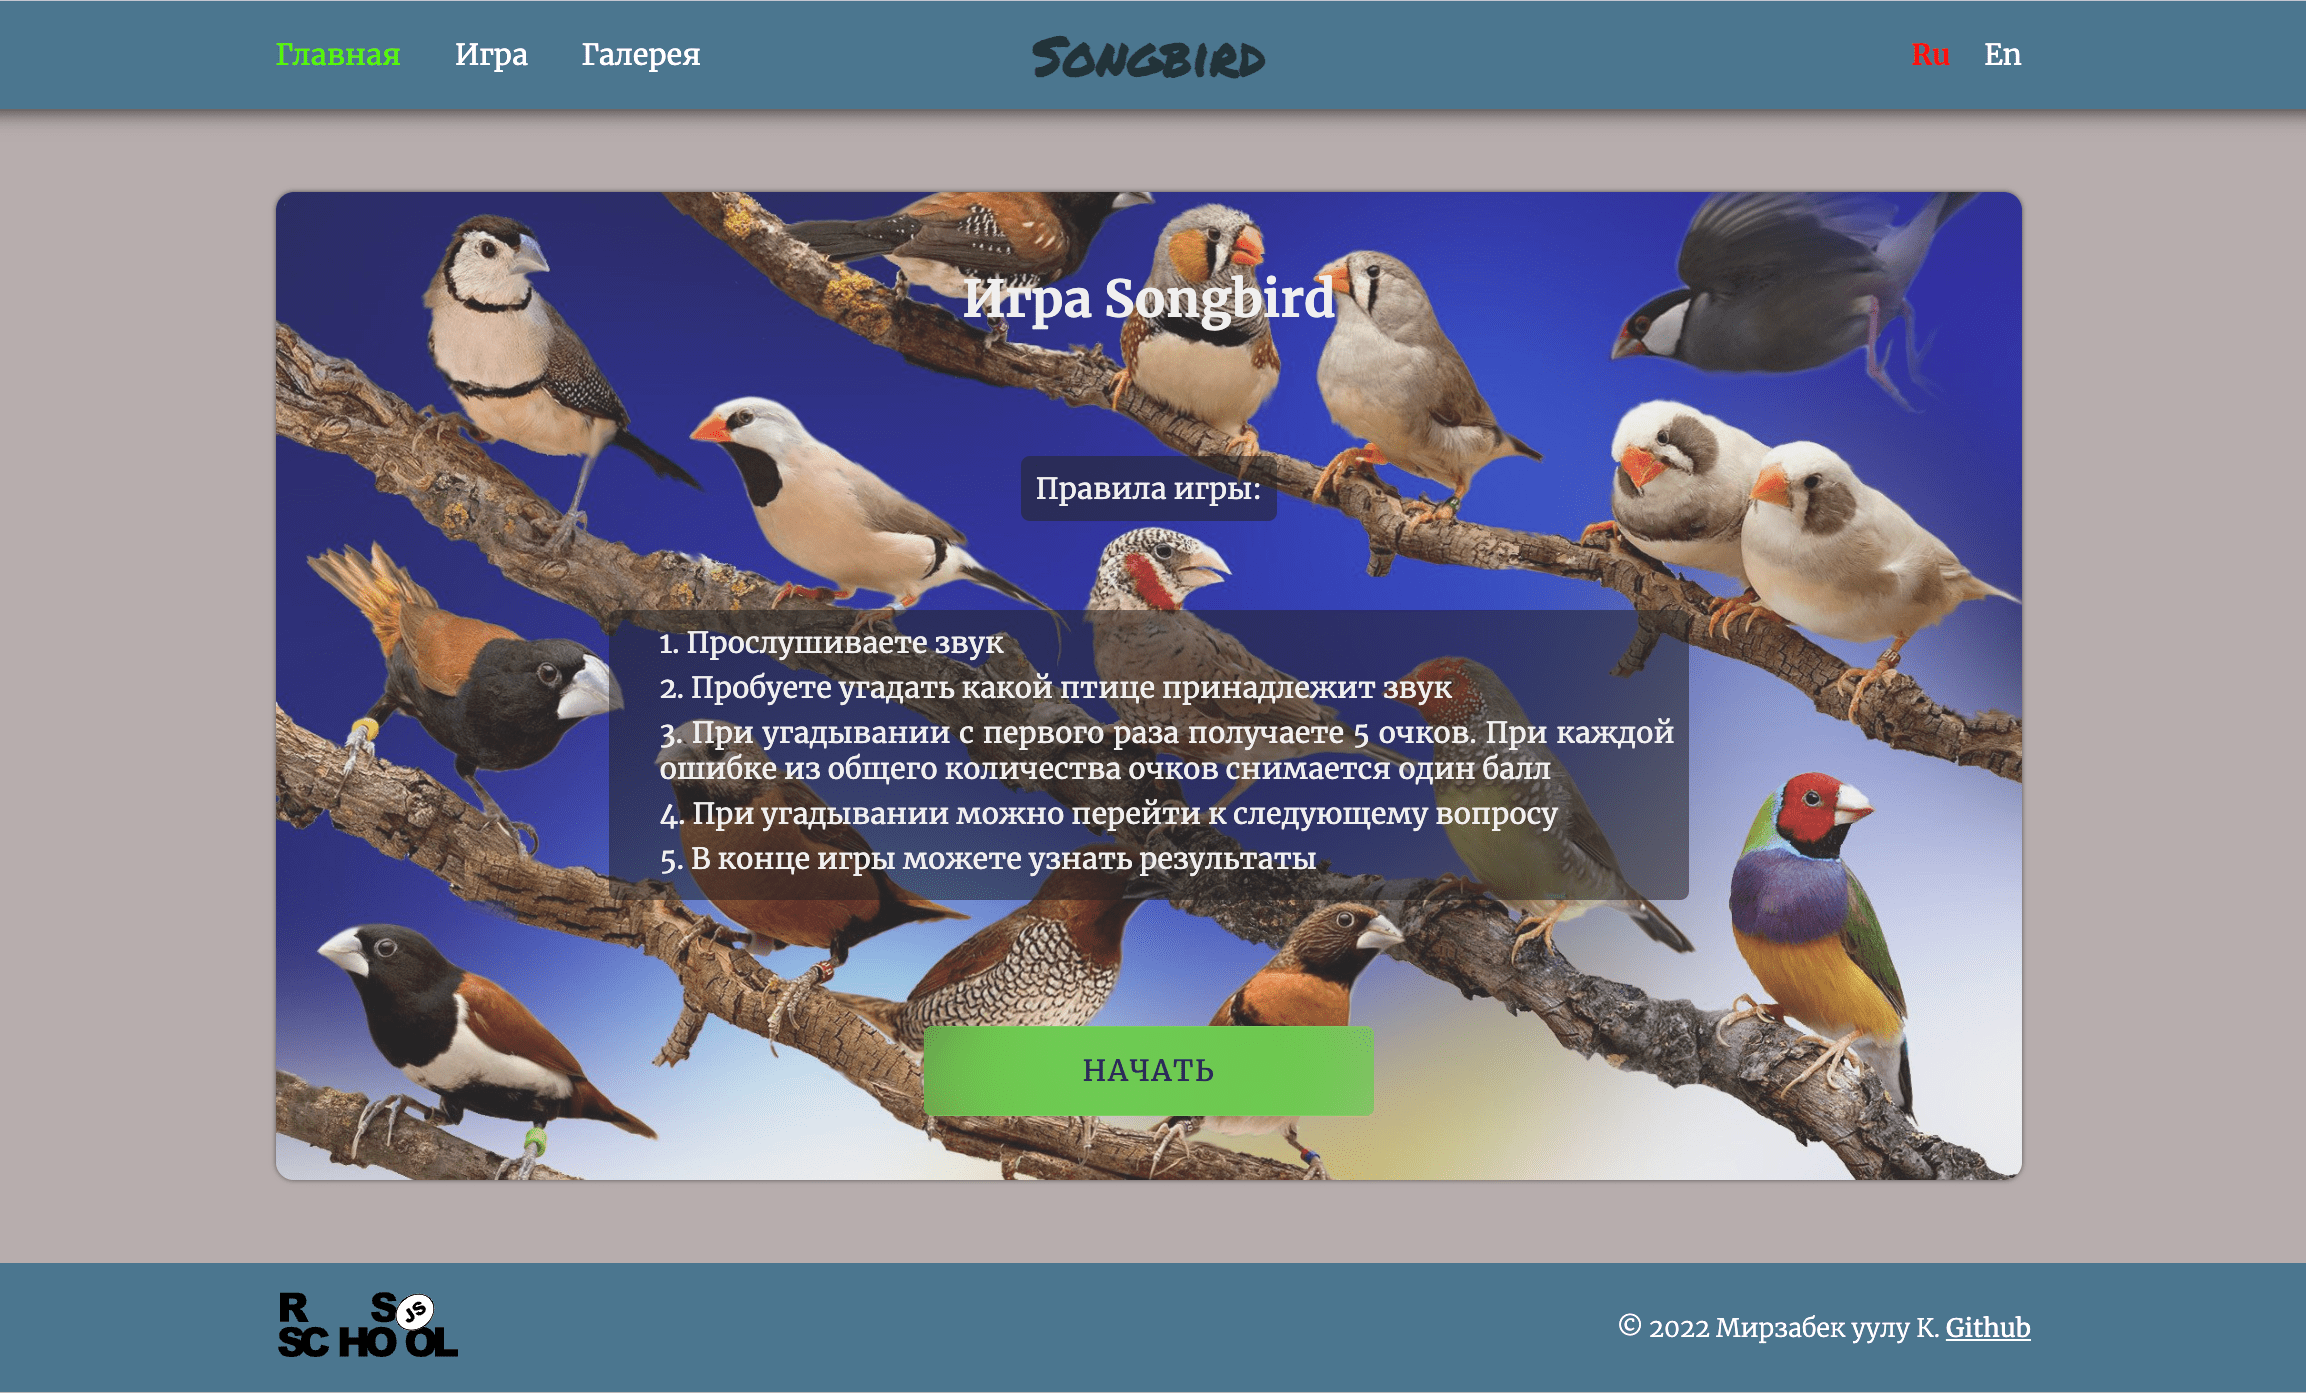 Главная Игра Галерея Songbird Ru En
Игра Songbird
Правила игры:
1. Прослушиваете звук
2. Пробуете угадать какой птице принадлежит звук
3. При угадывании с первого раза получаете 5 очков. При каждой
ошибке из общего количества очков снимается один балл
4. При угадывании можно перейти к следующему вопросу
5. В конце игры можете узнать результаты
НАЧАТЬ
RS JS
SCHOOL
© 2022 Мирзабек уулу К. Github